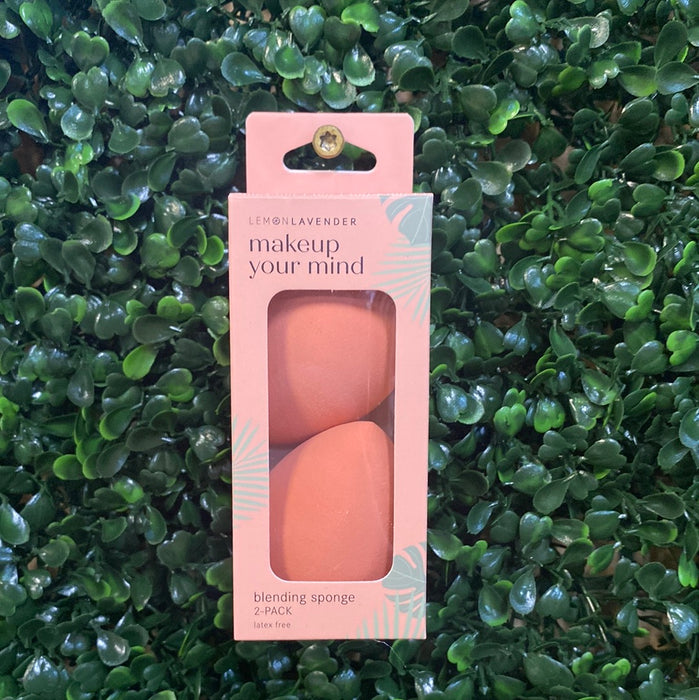 LEMONLAVENDER
makeup
your mind
blending sponge
2-PACK
latex free